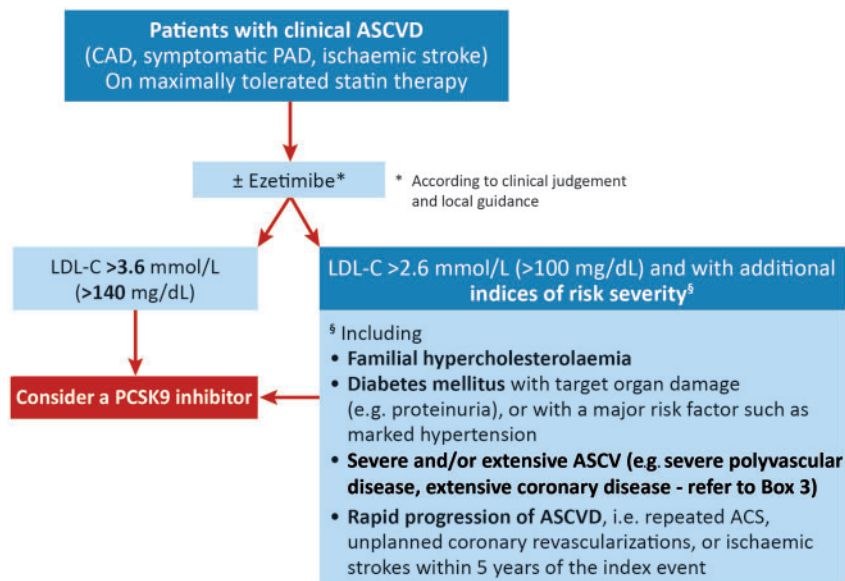 Patients with clinical ASCVD
(CAD, symptomatic PAD, ischaemic stroke)
On maximally tolerated statin therapy
± Ezetimibe*
* According to clinical judgement
and local guidance
LDL-C >3.6 mmol/L
(>140 mg/dL)
LDL-C >2.6 mmol/L (>100 mg/dL) and with additional
indices of risk severity§
Consider a PCSK9 inhibitor
§ Including
• Familial hypercholesterolaemia
• Diabetes mellitus with target organ damage
(e.g. proteinuria), or with a major risk factor such as
marked hypertension
• Severe and/or extensive ASCV (e.g. severe polyvascular
disease, extensive coronary disease - refer to Box 3)
• Rapid progression of ASCVD, i.e. repeated ACS,
unplanned coronary revascularizations, or ischaemic
strokes within 5 years of the index event